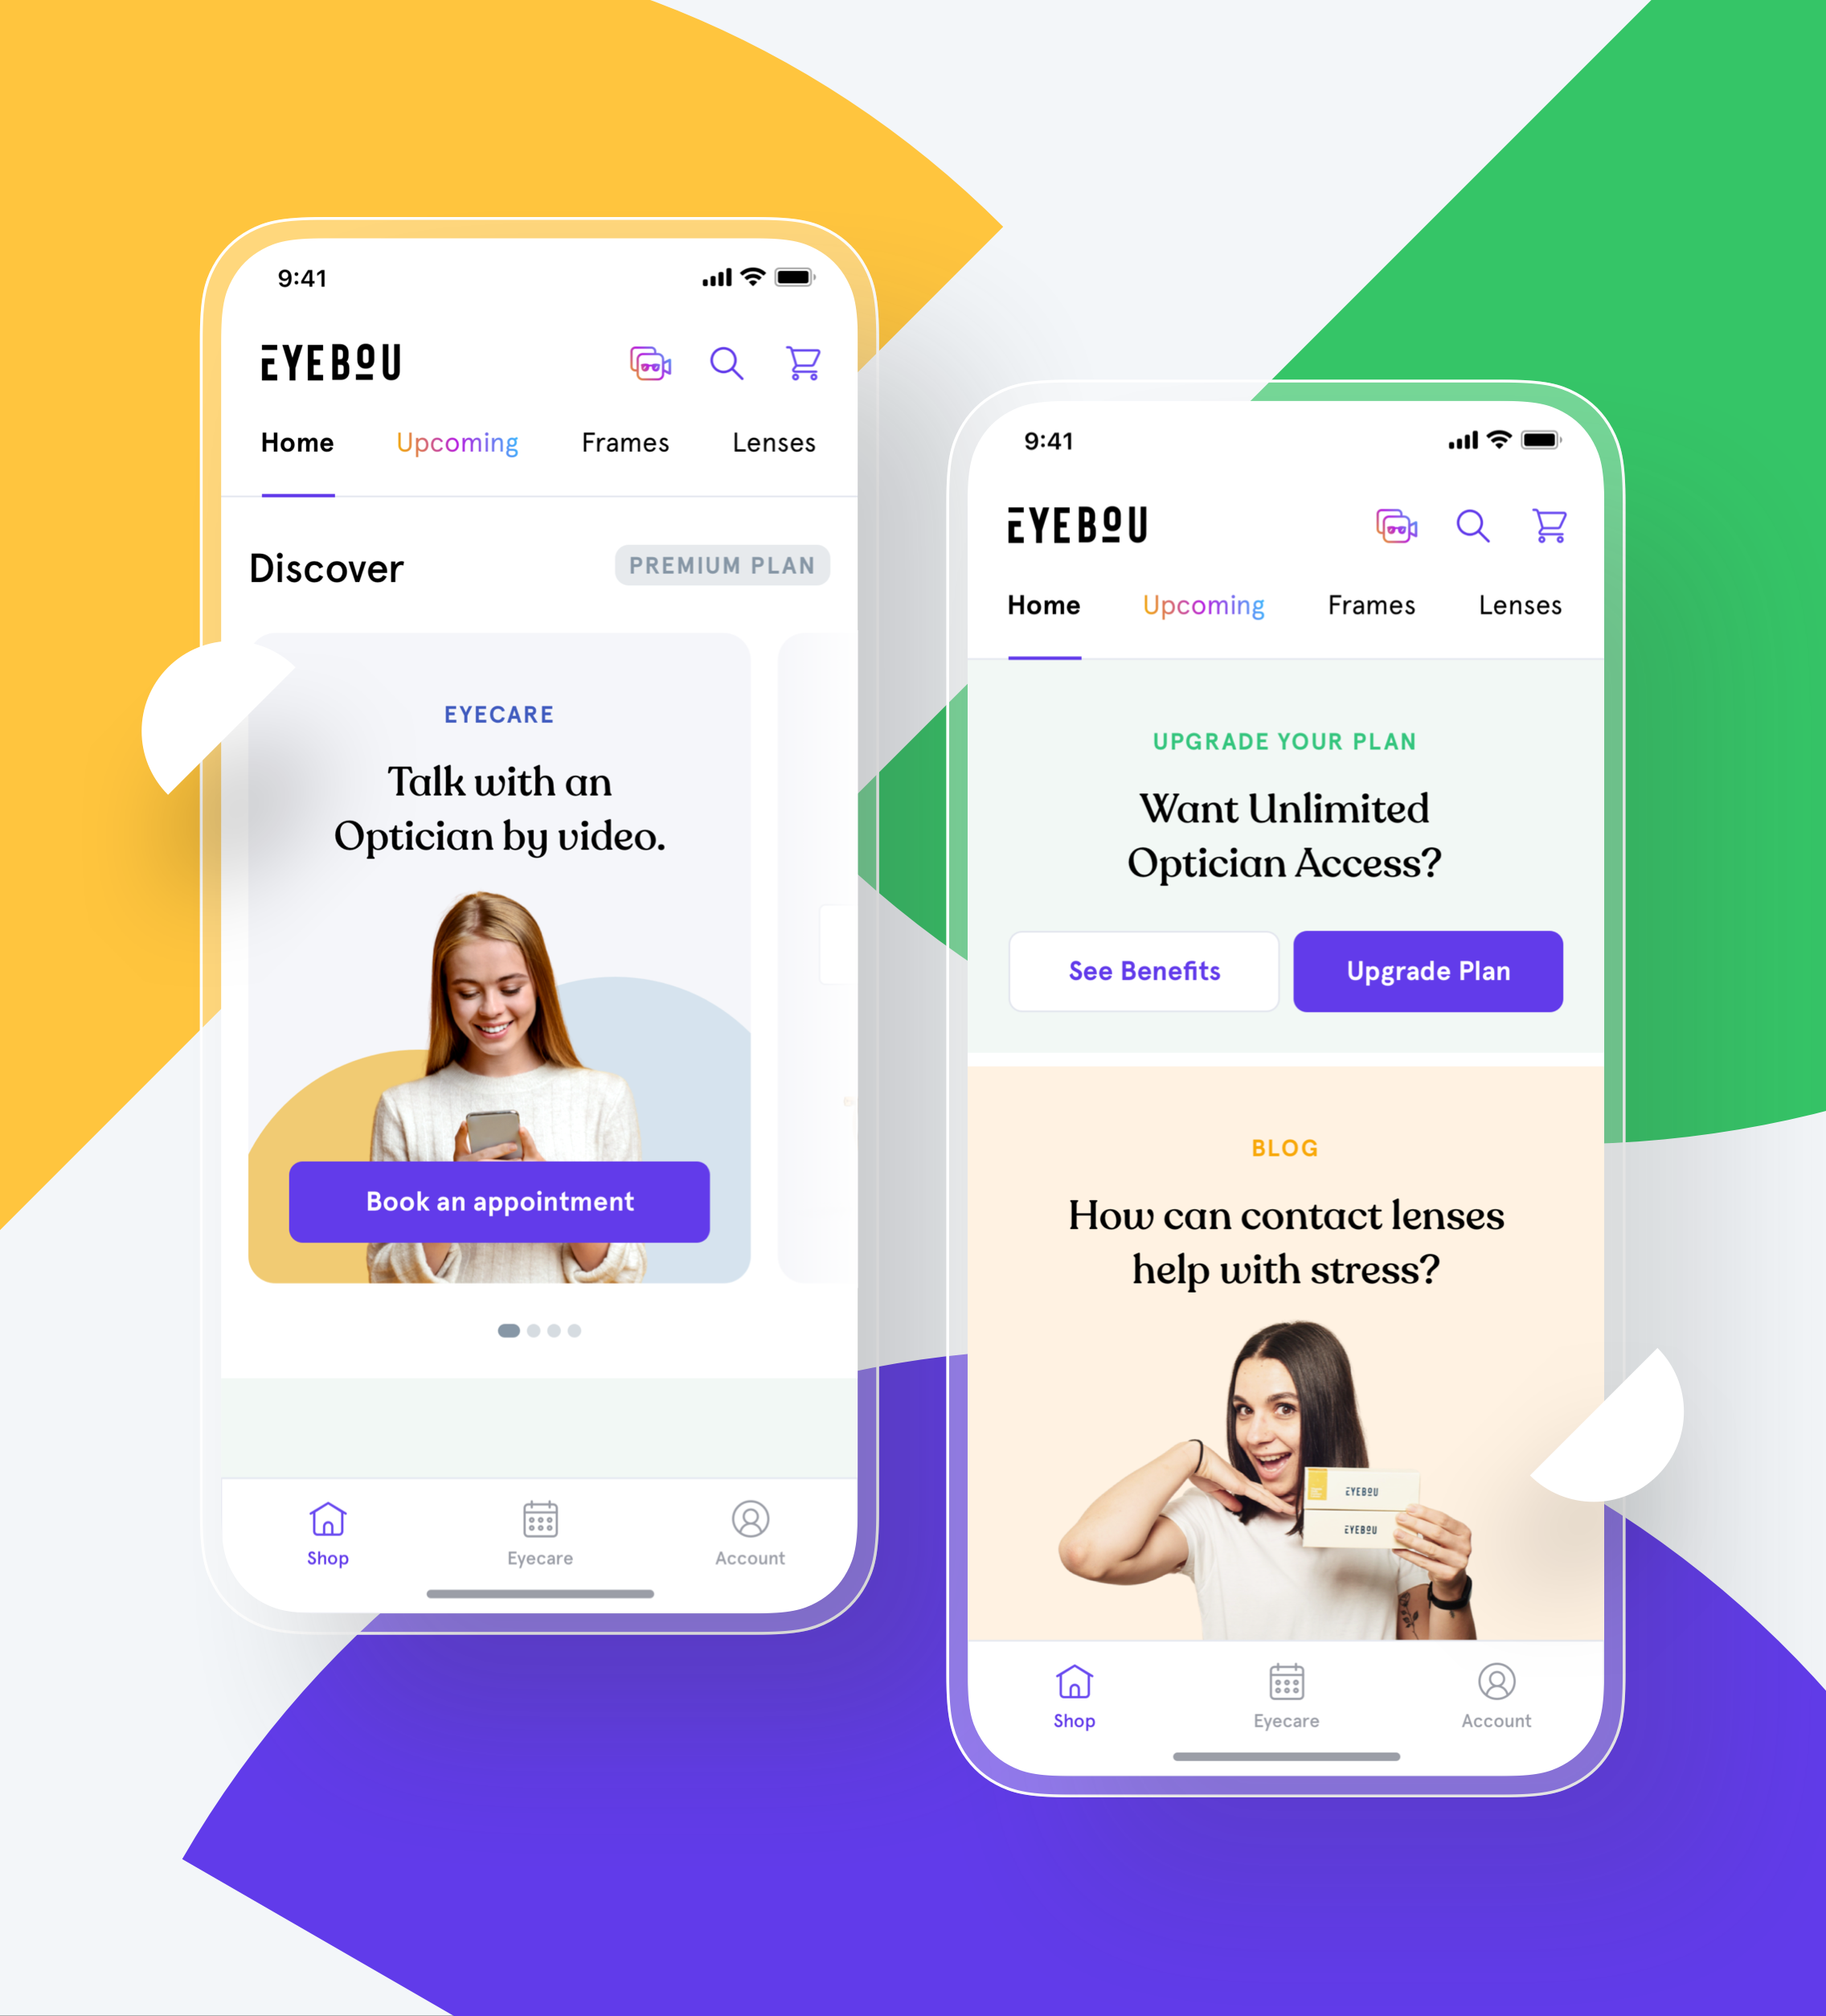 9:41
EYEBOU
Home Upcoming Frames Lenses
Discover PREMIUM PLAN
EYECARE
Talk with an
Optician by video.
Book an appointment
Shop Eyecare Account
9:41
EYEBOU
Home Upcoming Frames Lenses
UPGRADE YOUR PLAN
Want Unlimited
Optician Access?
See Benefits Upgrade Plan
BLOG
How can contact lenses
help with stress?
EYEBOU
EYEBOU
Shop Eyecare Account